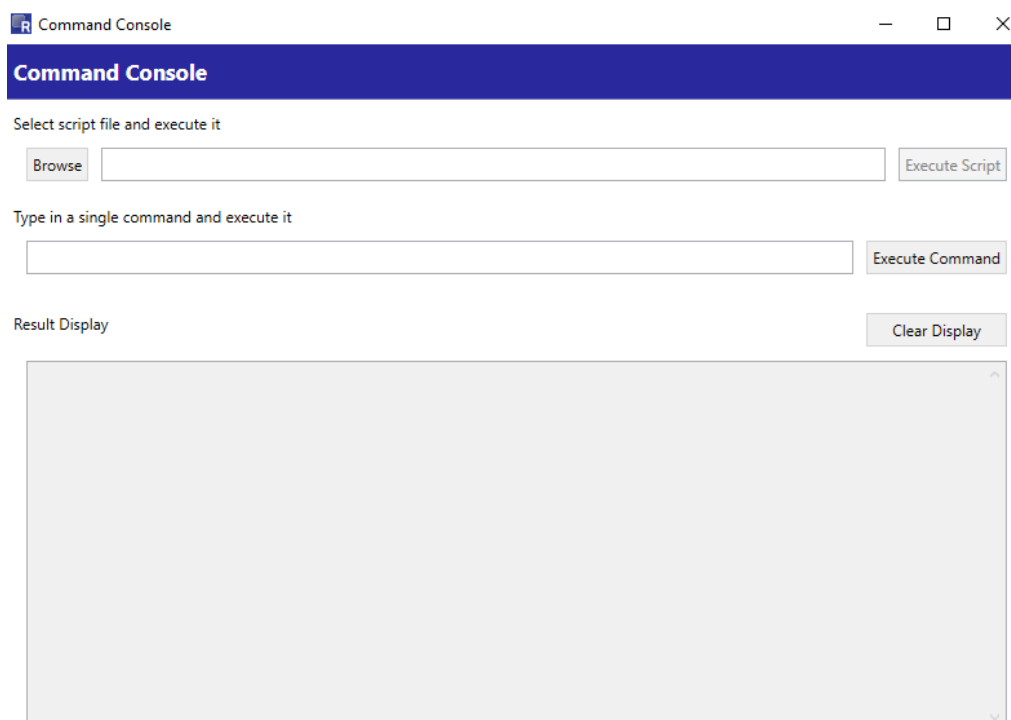 R Command Console
Command Console
Select script file and execute it
Browse Execute Script
Type in a single command and execute it
Execute Command
Result Display Clear Display